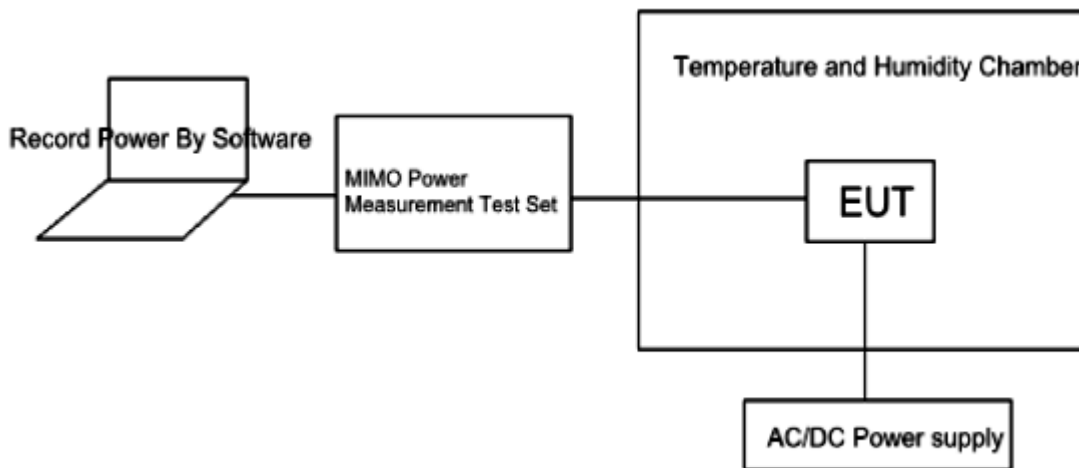 Temperature and Humidity Chamber
Record Power By Software
MIMO Power
Measurement Test Set
EUT
AC/DC Power supply